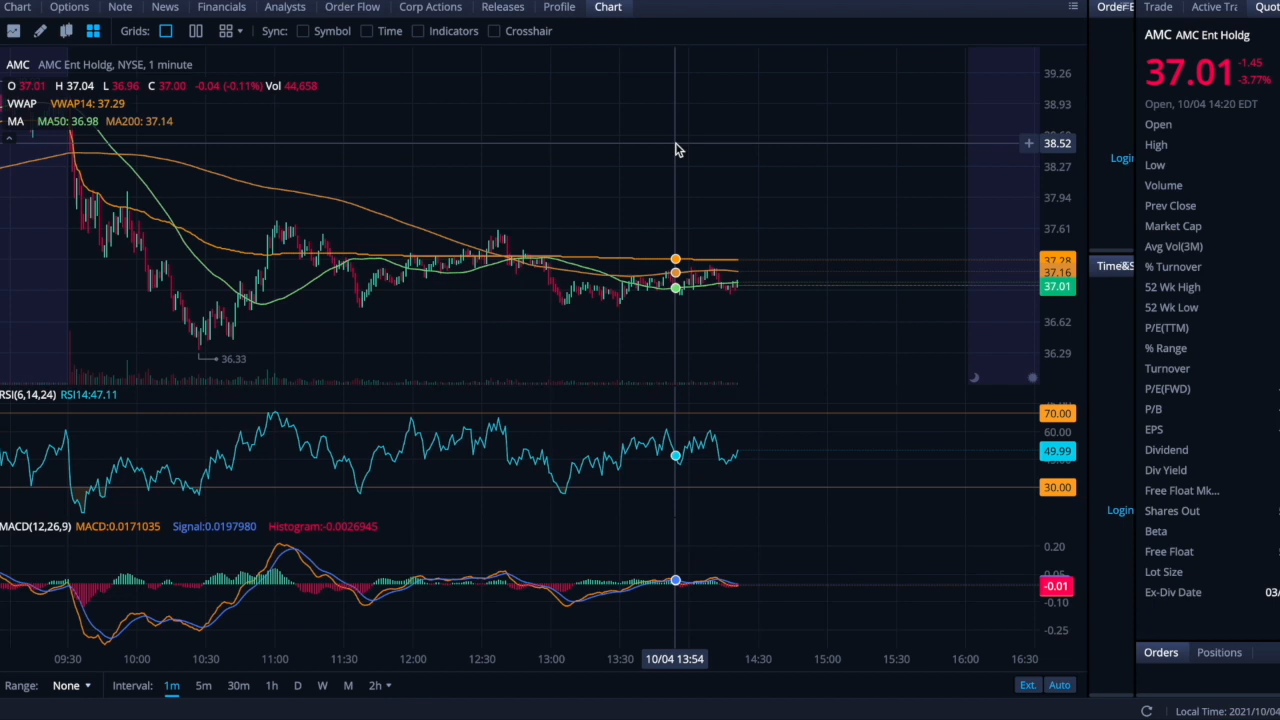 Chart Options Note News Financials Analysts Order Flow Corp Actions Releases Profile Chart
Grids: Sync: Symbol Time Indicators Crosshair
AMC AMC Ent Holdg, NYSE, 1 minute
O 37.01 H 37.04 L 36.96 C 37.00 -0.04 (-0.11%) Vol 44,658
VWAP VWAP14: 37.29
MA MA50: 36.98 MA200: 37.14
39.26
38.93
38.52
38.27
37.94
37.61
37.28
37.16
37.01
36.62
36.29
36.33
RSI(6,14,24) RSI14:47.11
70.00
60.00
49.99
30.00
MACD(12,26,9) MACD:0.0171035 Signal:0.0197980 Histogram:-0.0026945
0.20
-0.01
-0.10
-0.25
09:30 10:00 10:30 11:00 11:30 12:00 12:30 13:00 13:30 10/04 13:54 14:30 15:00 15:30 16:00 16:30
Range: None Interval: 1m 5m 30m 1h D W M 2h Ext. Auto
Login
Time&S
Login
Trade Active Tra Quot
AMC AMC Ent Holdg
37.01 -1.45
-3.77%
Open, 10/04 14:20 EDT
Open
High
Low
Volume
Prev Close
Market Cap
Avg Vol(3M)
% Turnover
52 Wk High
52 Wk Low
P/E(TTM)
% Range
Turnover
P/E(FWD)
P/B
EPS
Dividend
Div Yield
Free Float Mk...
Shares Out
Beta
Free Float
Lot Size
Ex-Div Date 03/
Orders Positions
Local Time: 2021/10/04